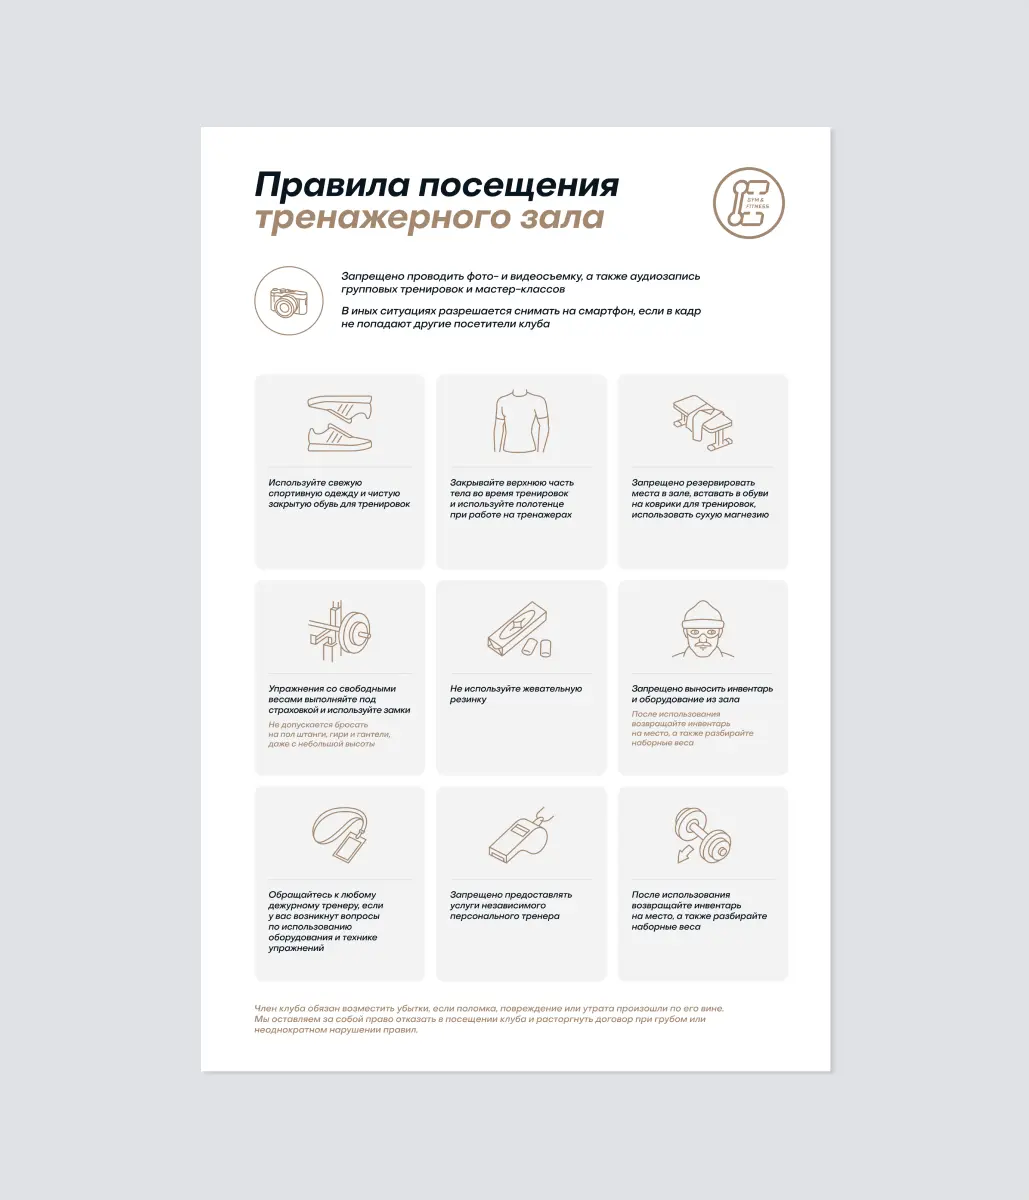 Правила посещения
тренажерного зала
GYM &
FITNESS
Запрещено проводить фото- и видеосъемку, а также аудиозапись
групповых тренировок и мастер-классов
В иных ситуациях разрешается снимать на смартфон, если в кадр
не попадают другие посетители клуба
Используйте свежую
спортивную одежду и чистую
закрытую обувь для тренировок
Закрывайте верхнюю часть
тела во время тренировок
и используйте полотенце
при работе на тренажерах
Запрещено резервировать
места в зале, вставать в обуви
на коврики для тренировок,
использовать сухую магнезию
Упражнения со свободными
весами выполняйте под
страховкой и используйте замки
Не допускается бросать
на пол штанги, гири и гантели,
даже с небольшой высоты
Не используйте жевательную
резинку
Запрещено выносить инвентарь
и оборудование из зала
После использования
возвращайте инвентарь
на место, а также разбирайте
наборные веса
Обращайтесь к любому
дежурному тренеру, если
у вас возникнут вопросы
по использованию
оборудования и технике
упражнений
Запрещено предоставлять
услуги независимого
персонального тренера
После использования
возвращайте инвентарь
на место, а также разбирайте
наборные веса
Член клуба обязан возместить убытки, если поломка, повреждение или утрата произошли по его вине.
Мы оставляем за собой право отказать в посещении клуба и расторгнуть договор при грубом или
неоднократном нарушении правил.